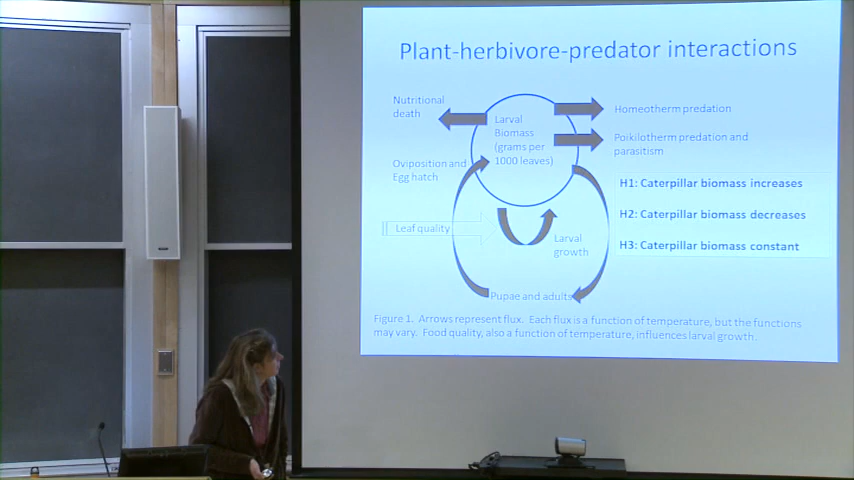 Plant-herbivore-predator interactions
Nutritional
death
Larval
Biomass
(grams per
1000 leaves)
Homeotherm predation
Poikilotherm predation and
parasitism
Oviposition and
Egg hatch
H1: Caterpillar biomass increases
H2: Caterpillar biomass decreases
H3: Caterpillar biomass constant
Leaf quality
Larval
growth
Pupae and adults
Figure 1. Arrows represent flux. Each flux is a function of temperature, but the functions
may vary. Food quality, also a function of temperature, influences larval growth.